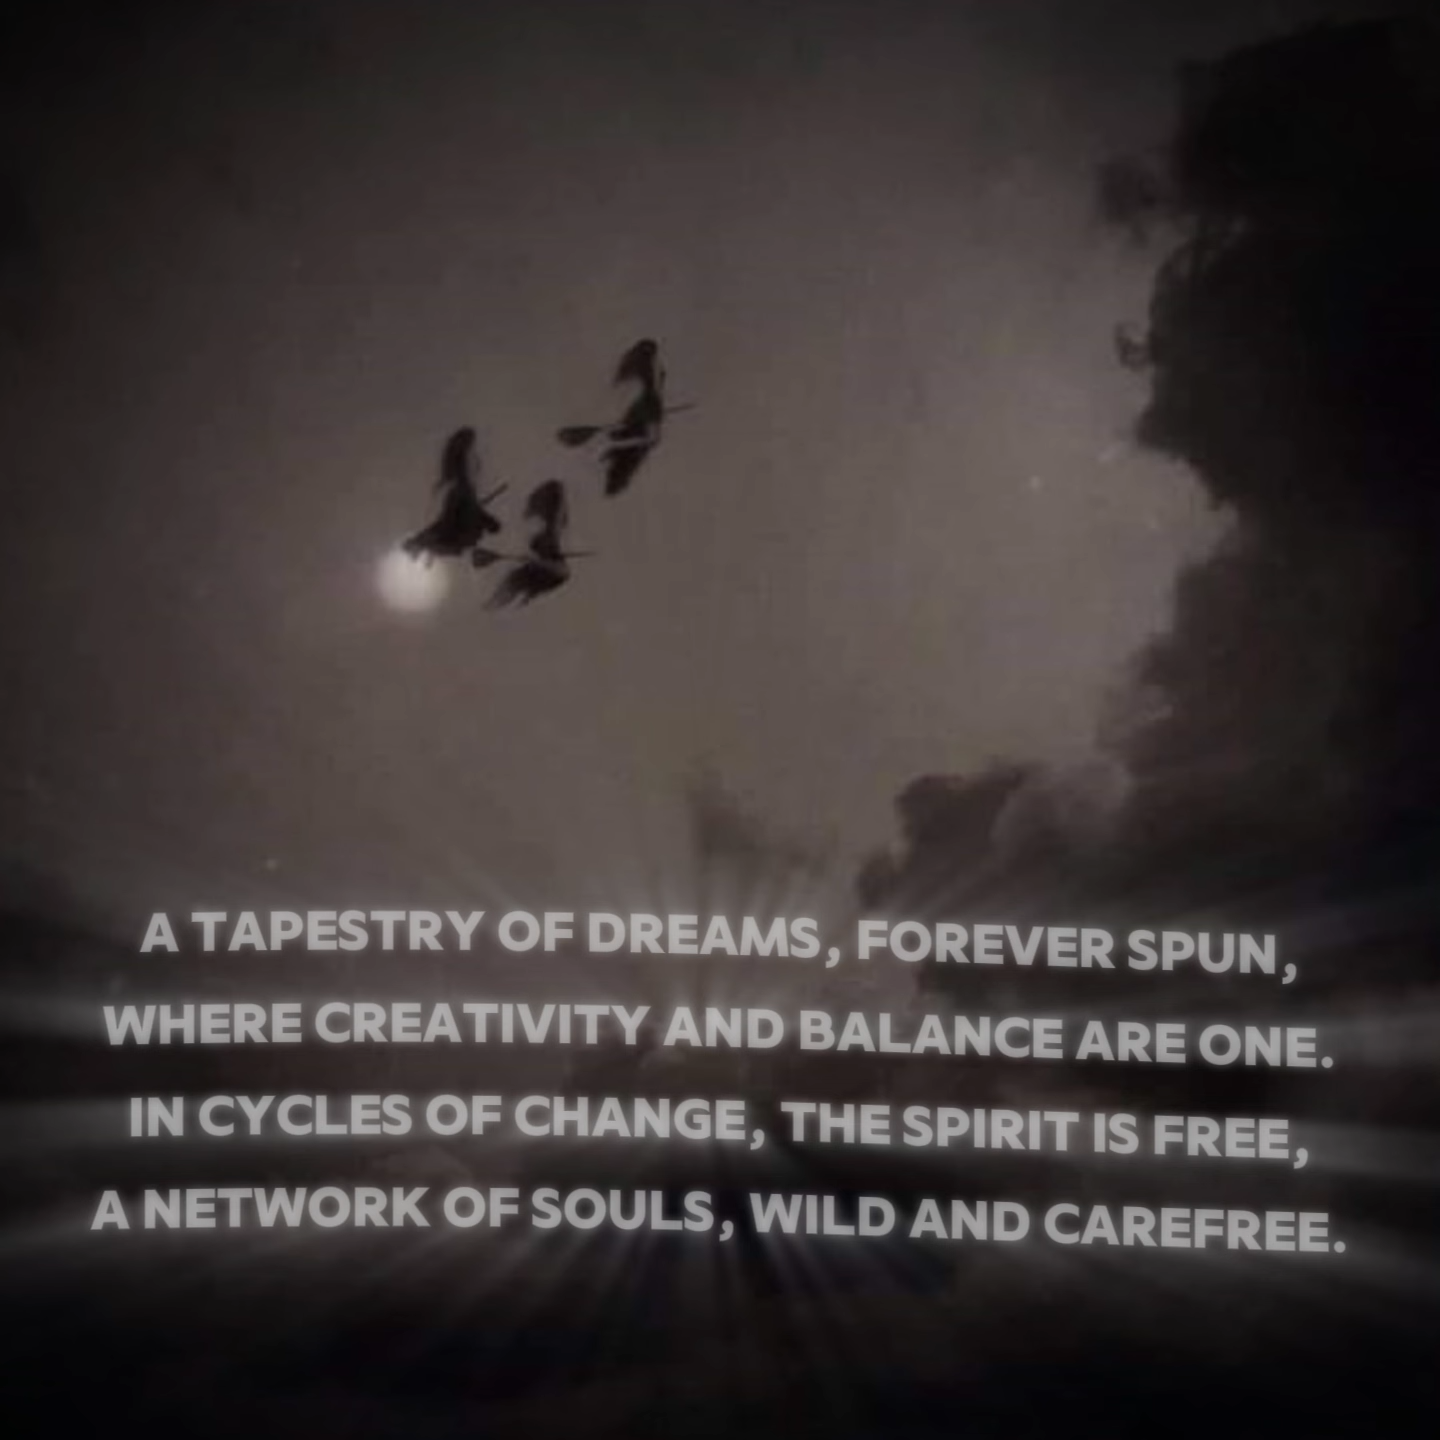 A TAPESTRY OF DREAMS, FOREVER SPUN,
WHERE CREATIVITY AND BALANCE ARE ONE.
IN CYCLES OF CHANGE, THE SPIRIT IS FREE,
A NETWORK OF SOULS, WILD AND CAREFREE.